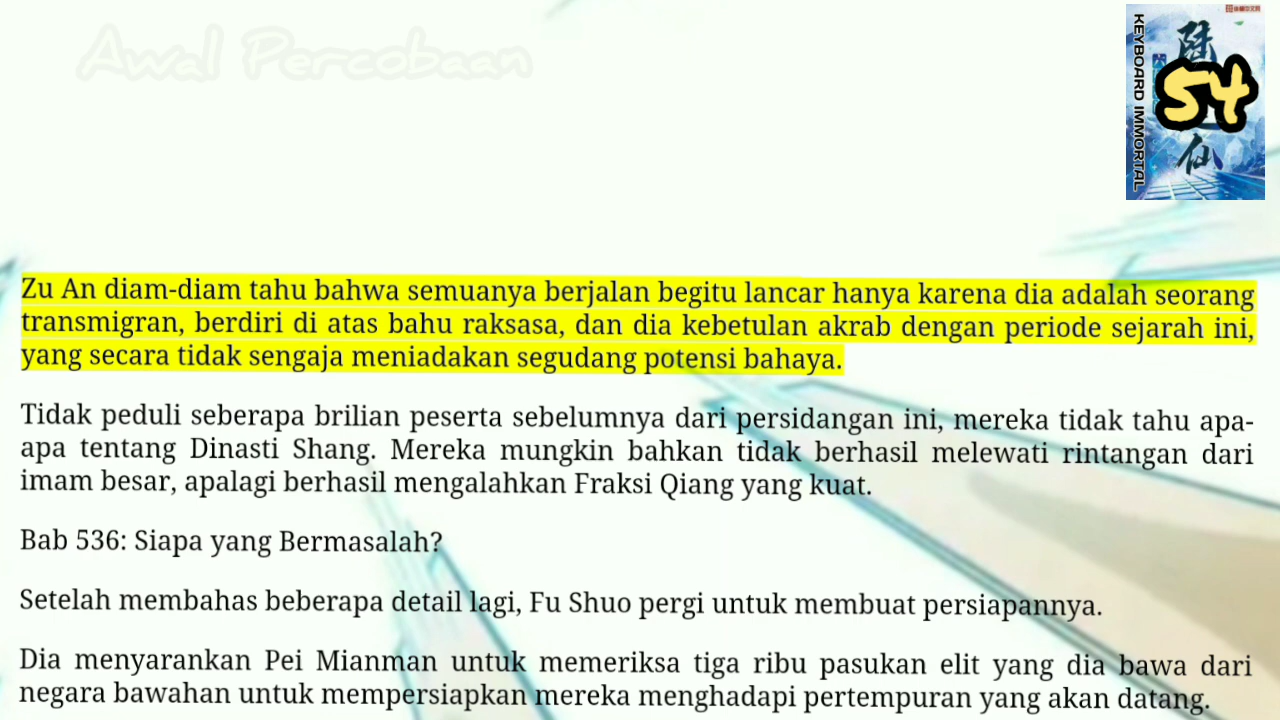 Awal Percobaan
KEYBOARD IMMORTAL
54
Zu An diam-diam tahu bahwa semuanya berjalan begitu lancar hanya karena dia adalah seorang
transmigran, berdiri di atas bahu raksasa, dan dia kebetulan akrab dengan periode sejarah ini,
yang secara tidak sengaja meniadakan segudang potensi bahaya.
Tidak peduli seberapa brilian peserta sebelumnya dari persidangan ini, mereka tidak tahu apa-
apa tentang Dinasti Shang. Mereka mungkin bahkan tidak berhasil melewati rintangan dari
imam besar, apalagi berhasil mengalahkan Fraksi Qiang yang kuat.
Bab 536: Siapa yang Bermasalah?
Setelah membahas beberapa detail lagi, Fu Shuo pergi untuk membuat persiapannya.
Dia menyarankan Pei Mianman untuk memeriksa tiga ribu pasukan elit yang dia bawa dari
negara bawahan untuk mempersiapkan mereka menghadapi pertempuran yang akan datang.